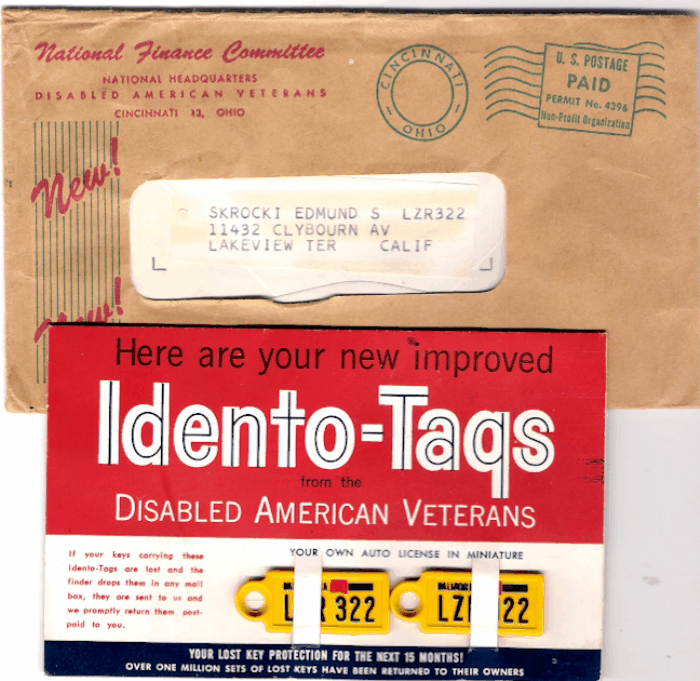 National Finance Committee
NATIONAL HEADQUARTERS
DISABLED AMERICAN VETERANS
CINCINNATI 13, OHIO
CINCINNATI
OHIO
U. S. POSTAGE
PAID
PERMIT No. 4396
Non-Profit Organization
New!
SKROCKI EDMUND S LZR322
11432 CLYBOURN AV
LAKEVIEW TER CALIF
Here are your new improved
Idento-Tags
from the
DISABLED AMERICAN VETERANS
If your keys carrying these
Idento-Tags are lost and the
finder drops them in any mail
box, they are sent to us and
we promptly return them post-
paid to you.
YOUR OWN AUTO LICENSE IN MINIATURE
322
YOUR LOST KEY PROTECTION FOR THE NEXT 15 MONTHS!
OVER ONE MILLION SETS OF LOST KEYS HAVE BEEN RETURNED TO THEIR OWNERS